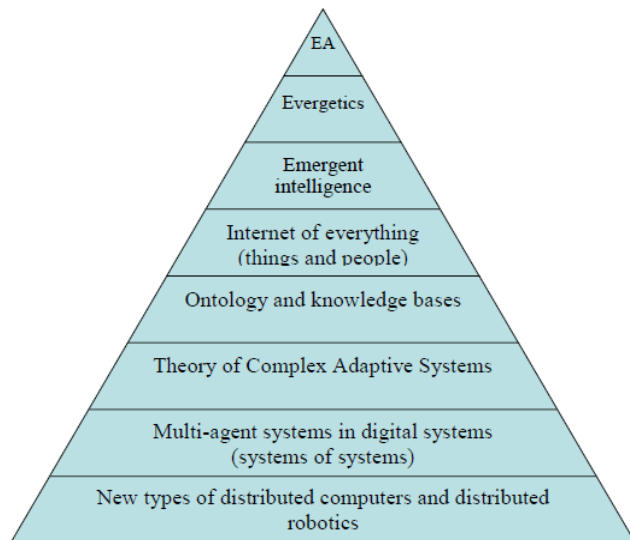 EA
Evergetics
Emergent
intelligence
Internet of everything
(things and people)
Ontology and knowledge bases
Theory of Complex Adaptive Systems
Multi-agent systems in digital systems
(systems of systems)
New types of distributed computers and distributed
robotics